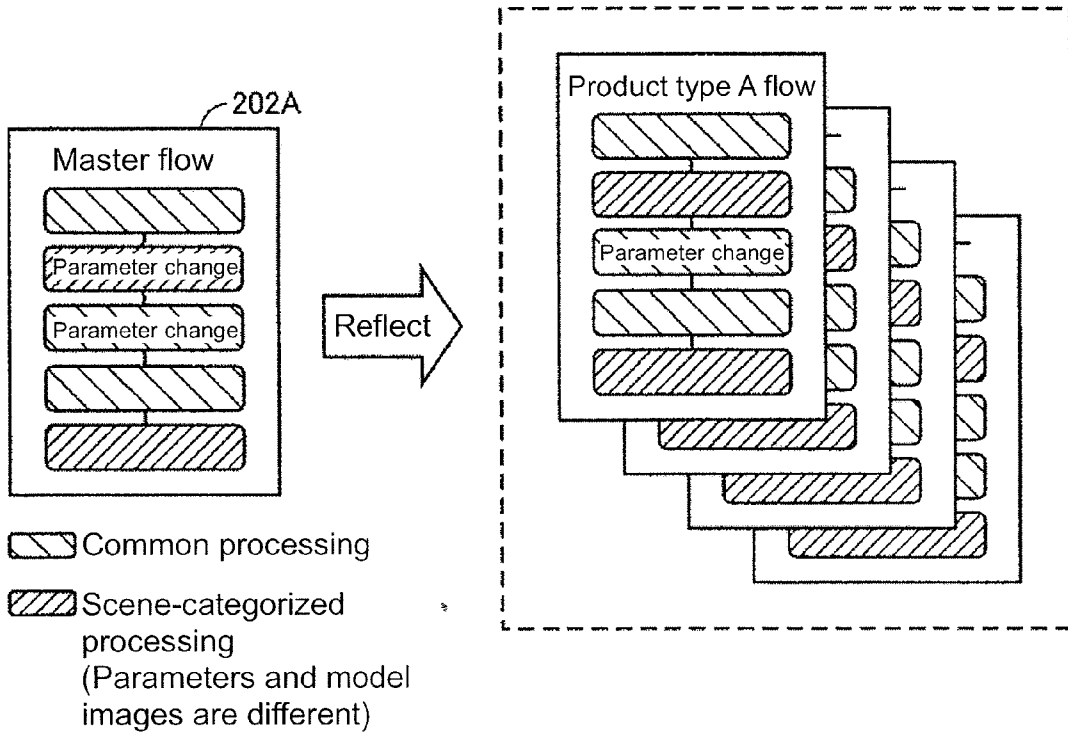 202A
Master flow
Parameter change
Parameter change
Reflect
Product type A flow
Parameter change
Common processing
Scene-categorized
processing
(Parameters and model
images are different)